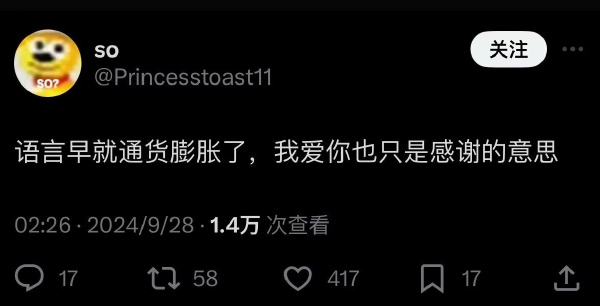 so
关注
@Princesstoast11
SO?
语言早就通货膨胀了，我爱你也只是感谢的意思
02:26 · 2024/9/28 · 1.4万 次查看
17 58 417 17